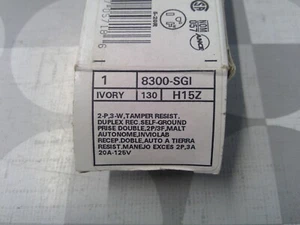 1 8300-SGI
IVORY 130 H15Z
2-P,3-W,TAMPER RESIST.
DUPLEX REC.SELF-GROUND
PRISE DOUBLE,2P/3F,MALT
AUTONOME,INVIOLAB
RECEP.DOBLE,AUTO A TIERRA
RESIST.MANEJO EXCES 2P,3A
20A-125V